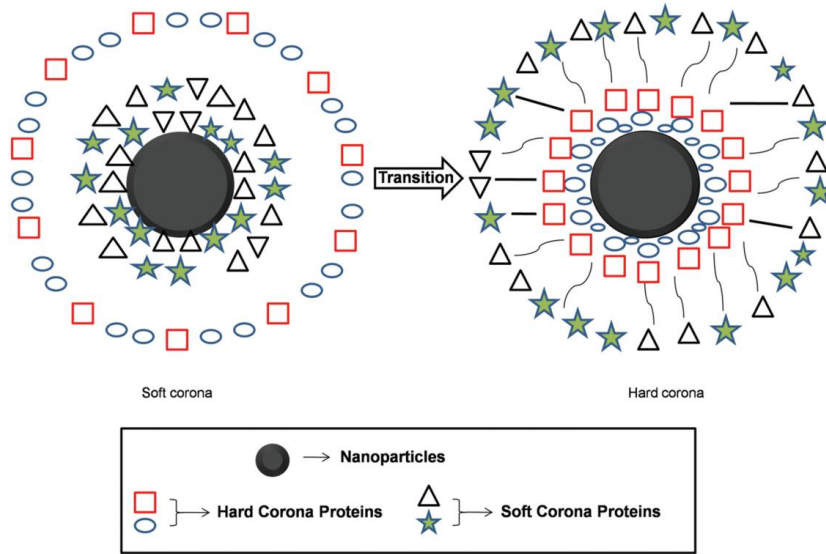 Transition
Soft corona
Hard corona
Nanoparticles
Hard Corona Proteins
Soft Corona Proteins